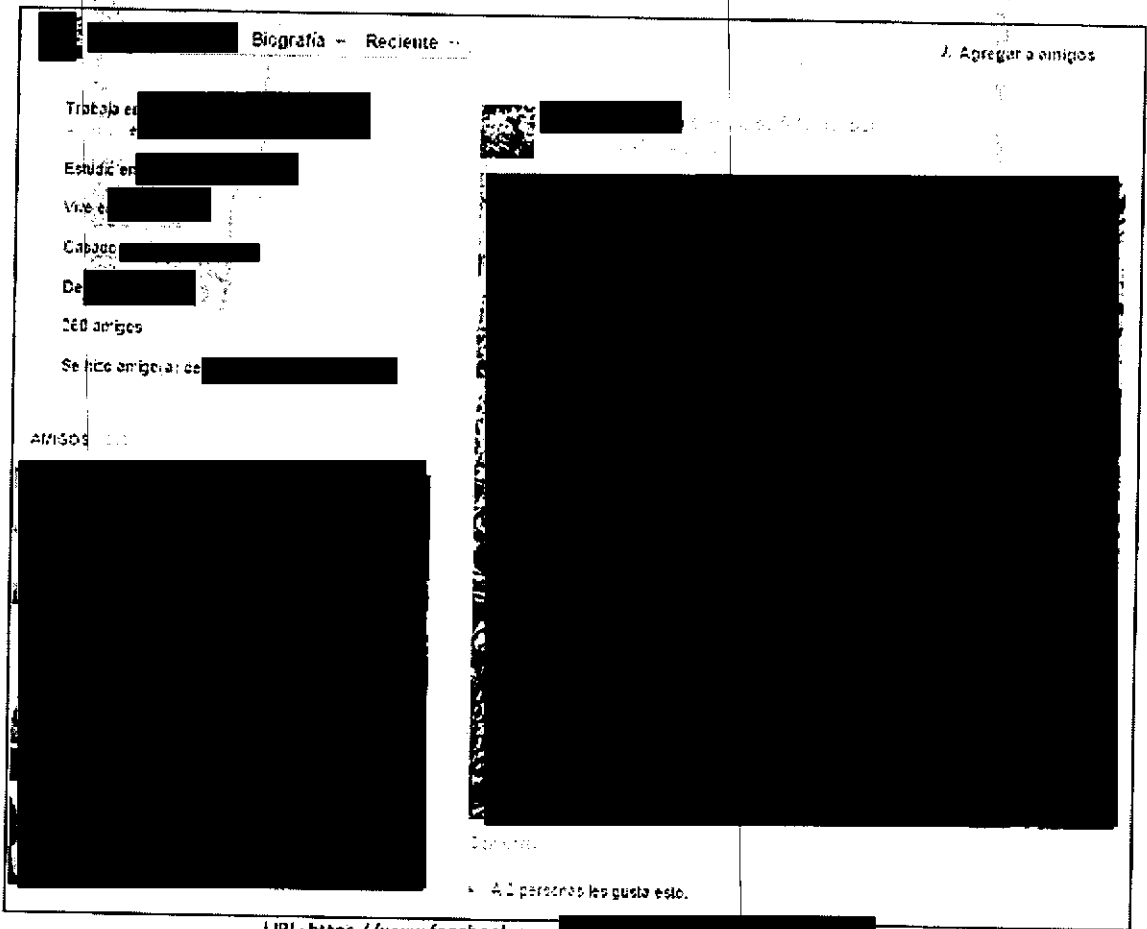 Biografía Reciente
Agregar a amigos
Trabaja en
Estudió en
Vive e
Casado
De
260 amigos
Se hizo amigo(a) de
AMIGOS
A 2 personas les gusta esto.
URL: https://www.facebook